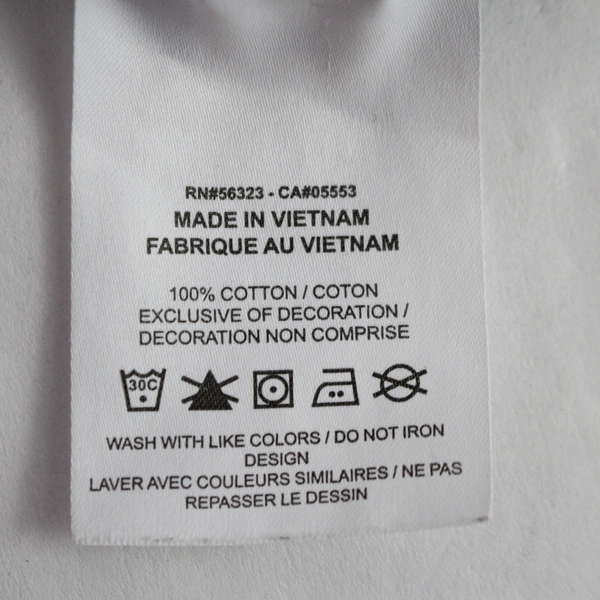 RN#56323 - CA#05553
MADE IN VIETNAM
FABRIQUE AU VIETNAM
100% COTTON / COTON
EXCLUSIVE OF DECORATION /
DECORATION NON COMPRISE
30C
WASH WITH LIKE COLORS / DO NOT IRON
DESIGN
LAVER AVEC COULEURS SIMILAIRES / NE PAS
REPASSER LE DESSIN